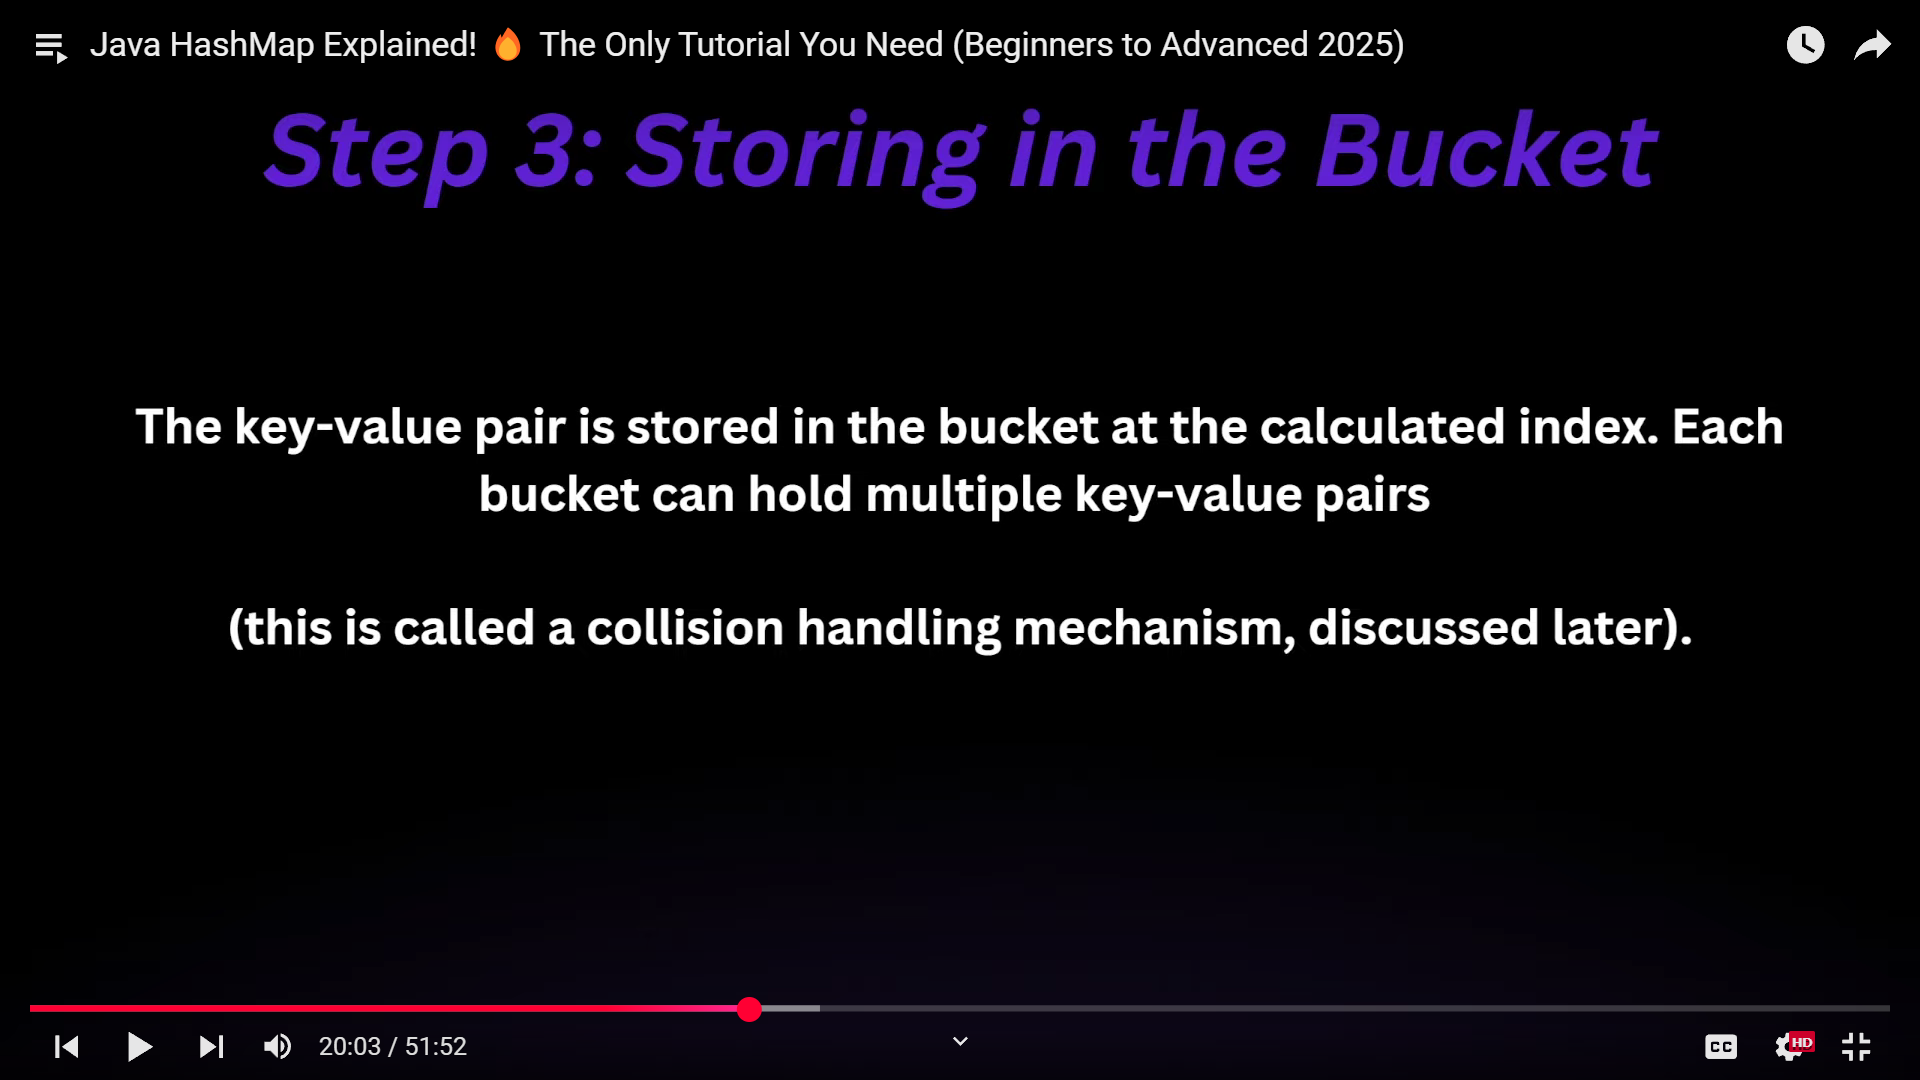 Java HashMap Explained! 🔥 The Only Tutorial You Need (Beginners to Advanced 2025)
Step 3: Storing in the Bucket
The key-value pair is stored in the bucket at the calculated index. Each
bucket can hold multiple key-value pairs
(this is called a collision handling mechanism, discussed later).
20:03 / 51:52
CC
HD